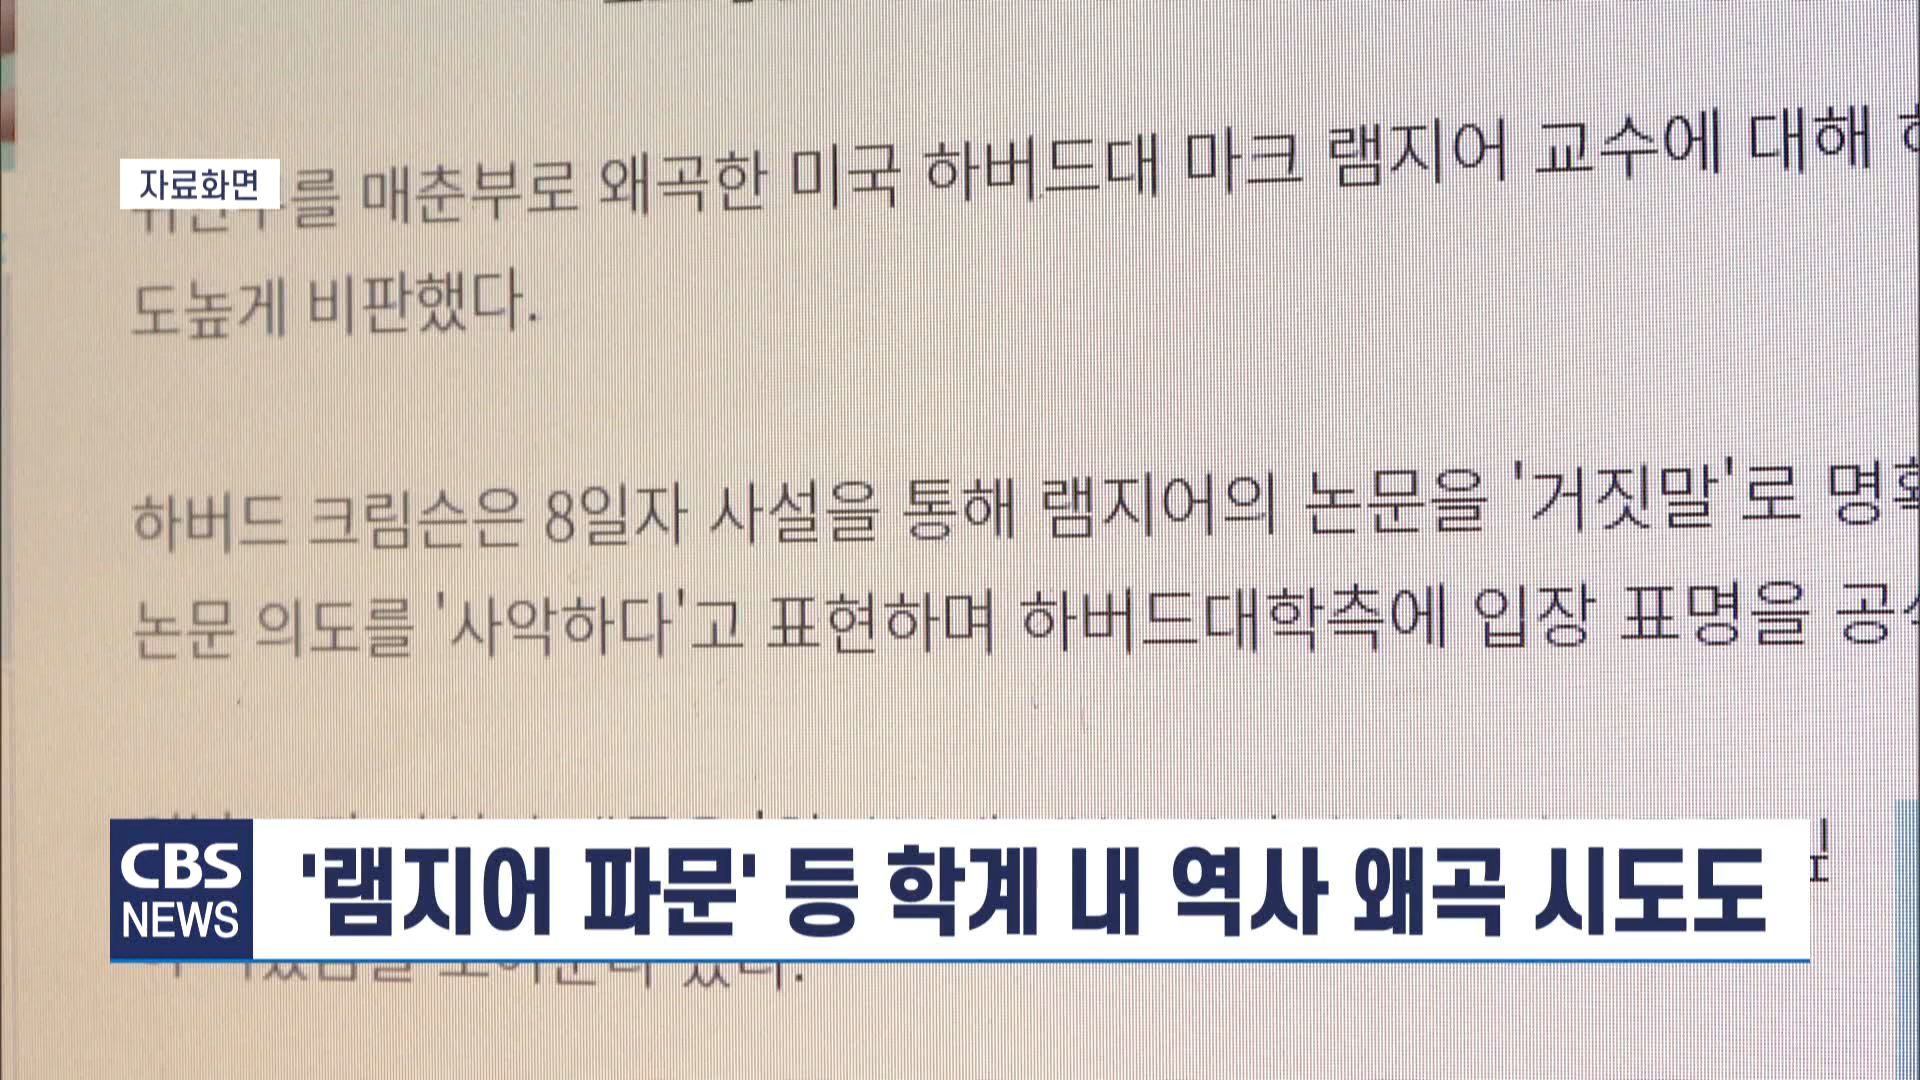 자료화면
를 매춘부로 왜곡한 미국 하버드대 마크 램지어 교수에 대해
도높게 비판했다.
하버드 크림슨은 8일자 사설을 통해 램지어의 논문을 '거짓말'로
논문 의도를 '사악하다'고 표현하며 하버드대학측에 입장 표명을
CBS
NEWS
'램지어 파문' 등 학계 내 역사 왜곡 시도도